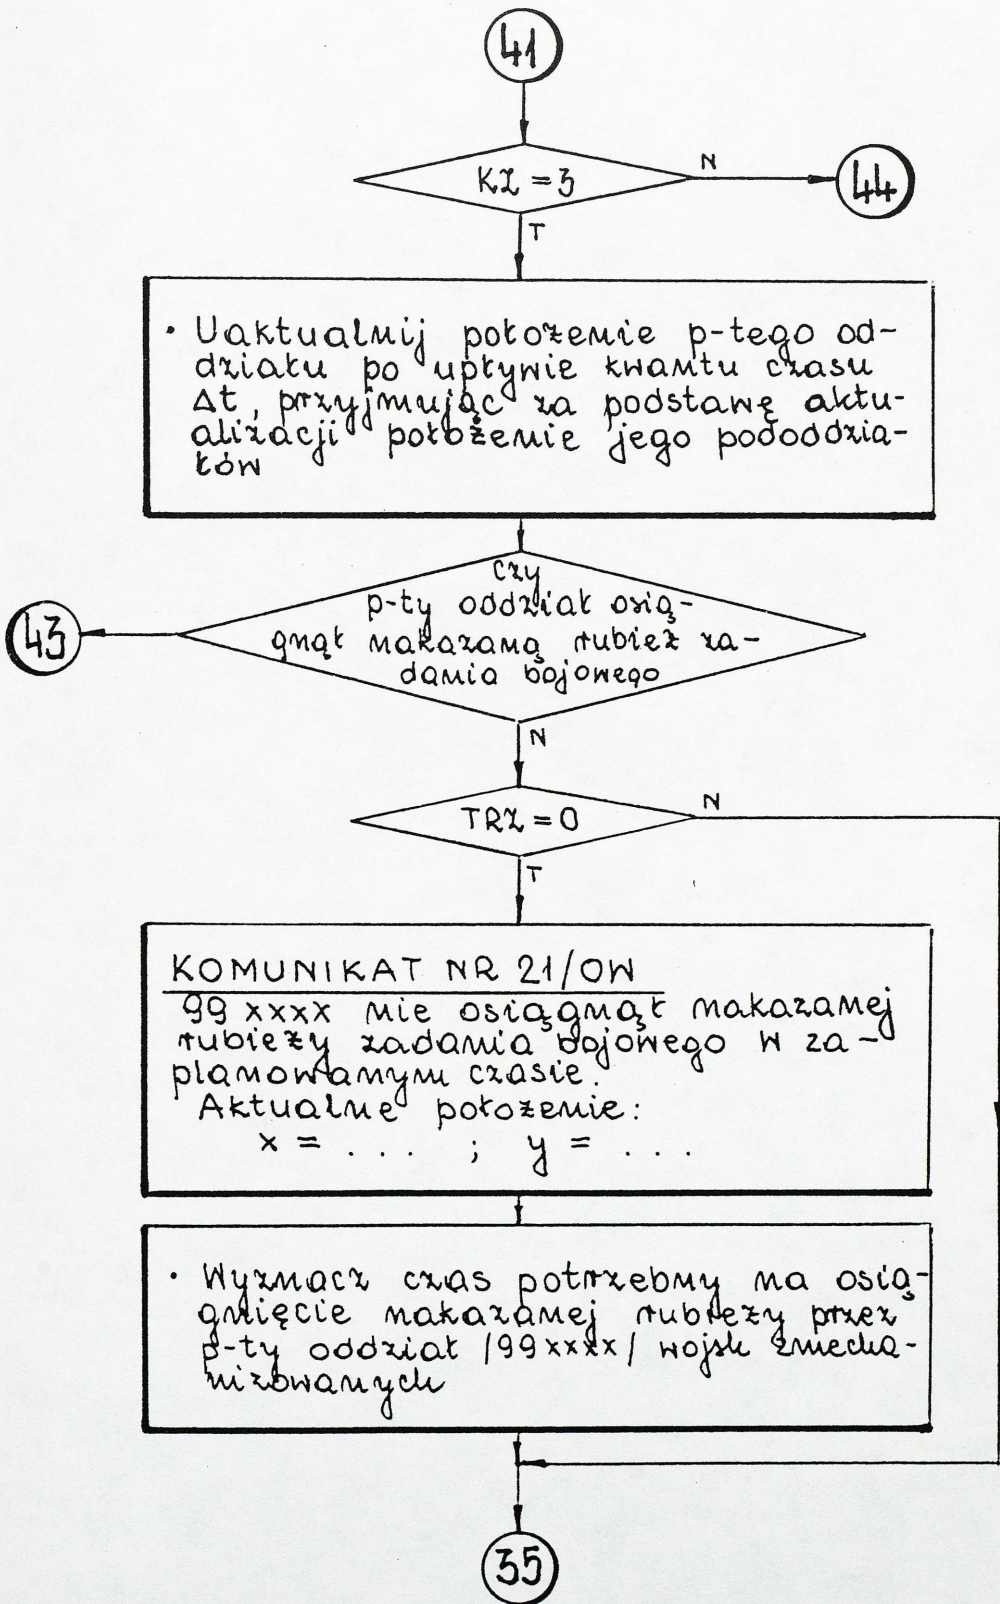 41
KZ = 3
N
44
T
• Uaktualnij położenie p-tego od-
działu po upływie kwantu czasu
Δt, przyjmując za podstawę aktu-
alizacji położenie jego pododdzia-
łów
czy
p-ty oddział osią-
gnął nakazaną rubież za-
dania bojowego
43
N
TRZ = 0
N
T
KOMUNIKAT NR 21/OW
99 xxxx nie osiągnął nakazanej
rubieży zadania bojowego w za-
planowanym czasie.
Aktualne położenie:
x = . . . ; y = . . .
• Wyznacz czas potrzebny na osią-
gnięcie nakazanej rubieży przez
p-ty oddział /99xxxx/ wojsk zmecha-
nizowanych
35